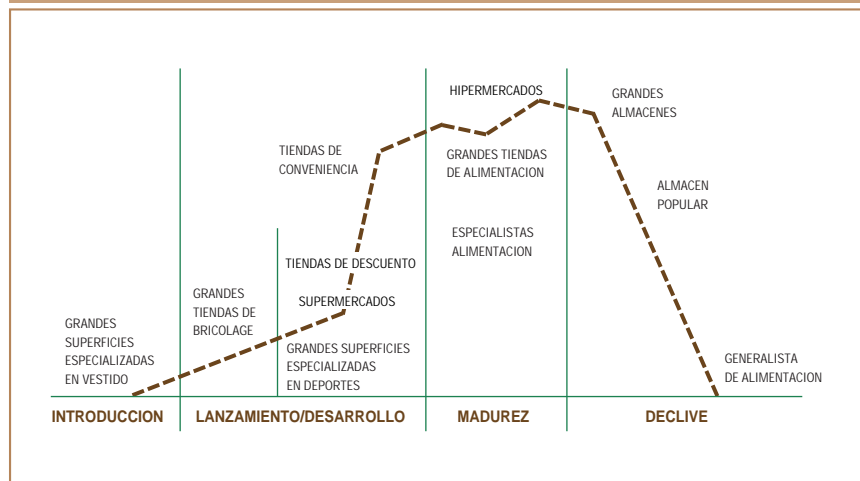 HIPERMERCADOS
GRANDES
ALMACENES
TIENDAS DE
CONVENIENCIA
GRANDES TIENDAS
DE ALIMENTACION
ALMACEN
POPULAR
ESPECIALISTAS
ALIMENTACION
TIENDAS DE DESCUENTO
GRANDES
TIENDAS DE
BRICOLAGE
SUPERMERCADOS
GRANDES
SUPERFICIES
ESPECIALIZADAS
EN VESTIDO
GRANDES SUPERFICIES
ESPECIALIZADAS
EN DEPORTES
GENERALISTA
DE ALIMENTACION
INTRODUCCION
LANZAMIENTO/DESARROLLO
MADUREZ
DECLIVE